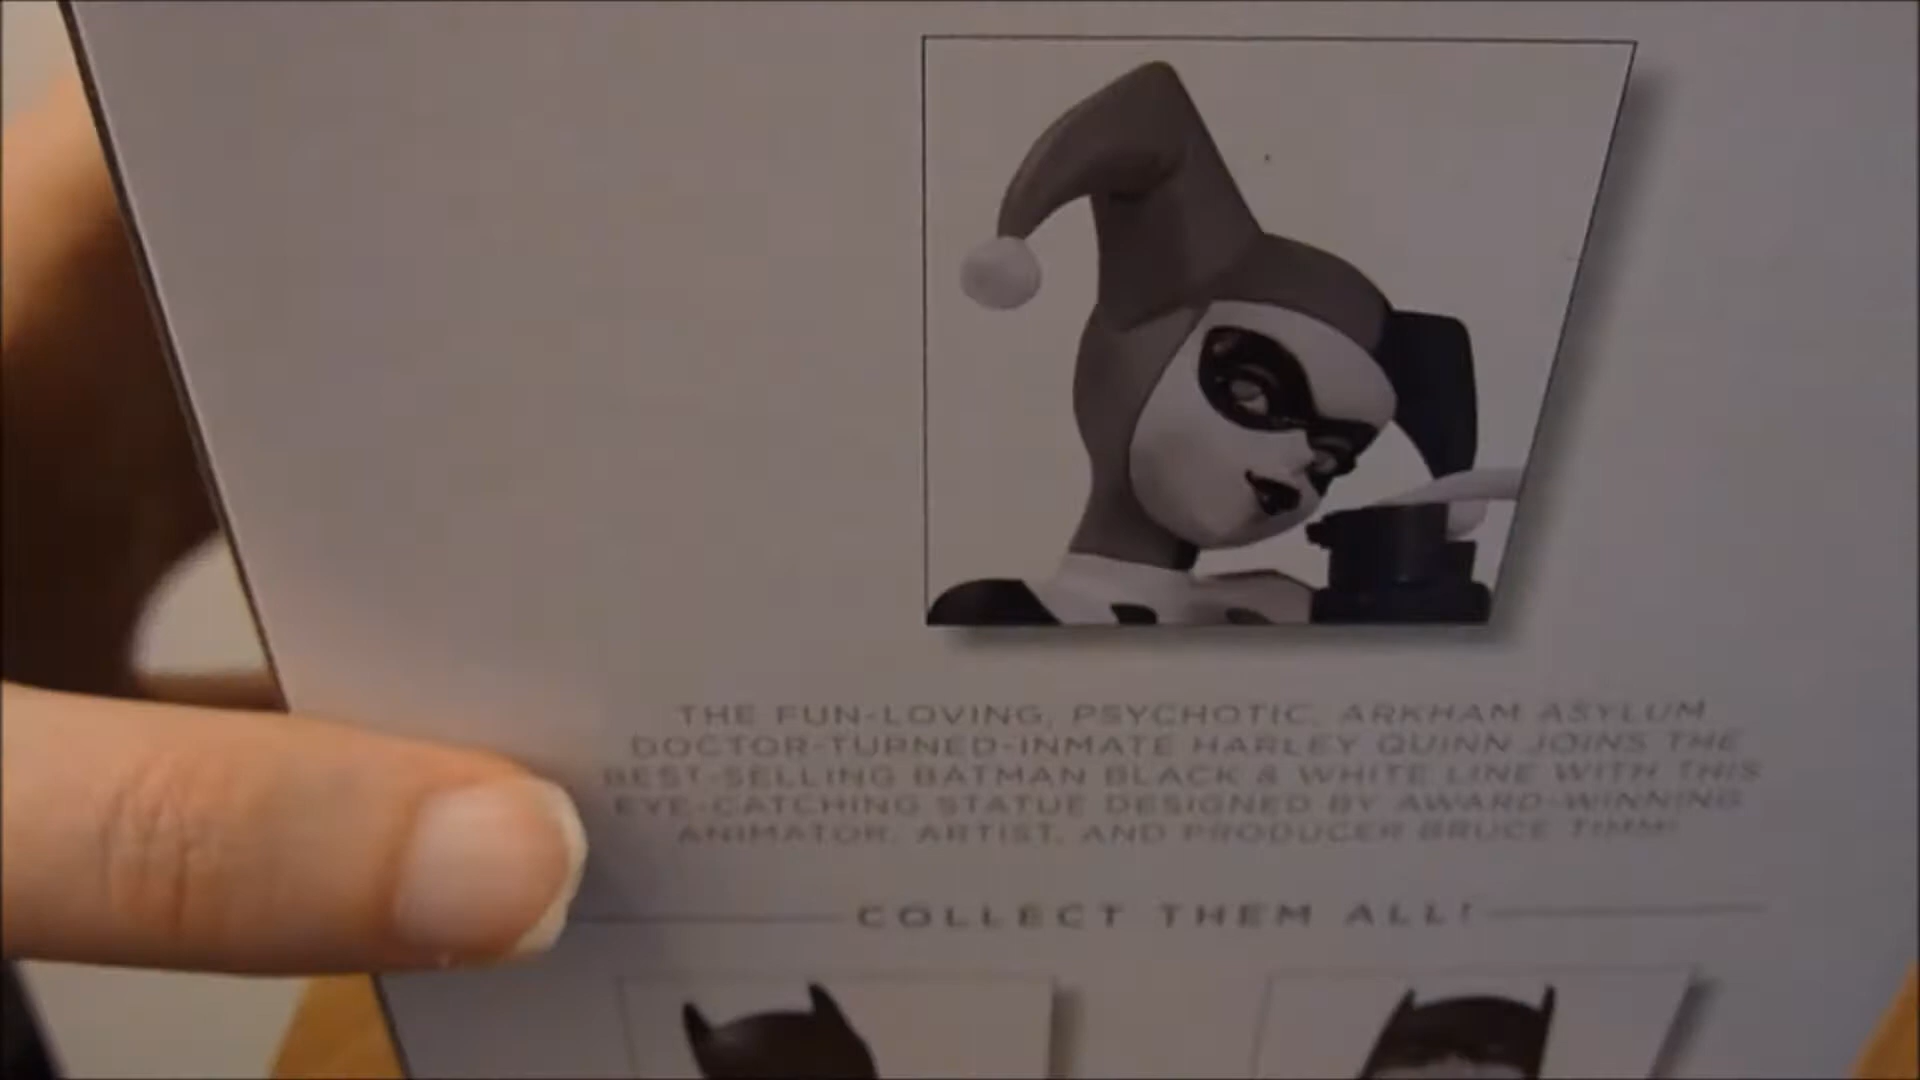 THE FUN-LOVING, PSYCHOTIC, ARKHAM ASYLUM
DOCTOR-TURNED-INMATE HARLEY QUINN JOINS THE
BEST-SELLING BATMAN BLACK & WHITE LINE WITH THIS
EYE-CATCHING STATUE DESIGNED BY AWARD-WINNING
ANIMATOR, ARTIST, AND PRODUCER BRUCE TIMM!
COLLECT THEM ALL!